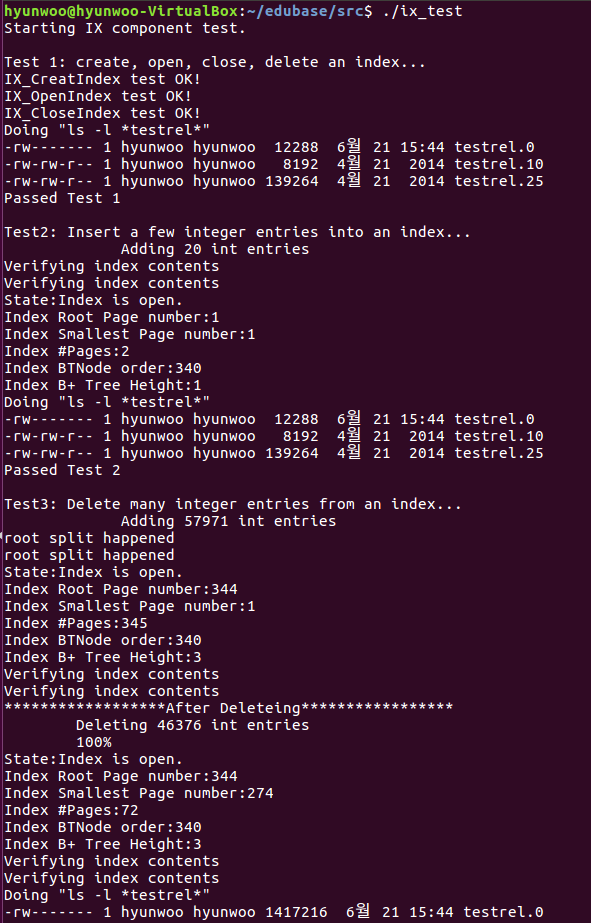 hyunwoo@hyunwoo-VirtualBox:~/edubase/src$ ./ix_test
Starting IX component test.

Test 1: create, open, close, delete an index...
IX_CreatIndex test OK!
IX_OpenIndex test OK!
IX_CloseIndex test OK!
Doing "ls -l *testrel*"
-rw------- 1 hyunwoo hyunwoo  12288  6월 21 15:44 testrel.0
-rw-rw-r-- 1 hyunwoo hyunwoo   8192  4월 21  2014 testrel.10
-rw-rw-r-- 1 hyunwoo hyunwoo 139264  4월 21  2014 testrel.25
Passed Test 1

Test2: Insert a few integer entries into an index...
             Adding 20 int entries
Verifying index contents
Verifying index contents
State:Index is open.
Index Root Page number:1
Index Smallest Page number:1
Index #Pages:2
Index BTNode order:340
Index B+ Tree Height:1
Doing "ls -l *testrel*"
-rw------- 1 hyunwoo hyunwoo  12288  6월 21 15:44 testrel.0
-rw-rw-r-- 1 hyunwoo hyunwoo   8192  4월 21  2014 testrel.10
-rw-rw-r-- 1 hyunwoo hyunwoo 139264  4월 21  2014 testrel.25
Passed Test 2

Test3: Delete many integer entries from an index...
             Adding 57971 int entries
root split happened
root split happened
State:Index is open.
Index Root Page number:344
Index Smallest Page number:1
Index #Pages:345
Index BTNode order:340
Index B+ Tree Height:3
Verifying index contents
Verifying index contents
******************After Deleteing*****************
        Deleting 46376 int entries
        100%
State:Index is open.
Index Root Page number:344
Index Smallest Page number:274
Index #Pages:72
Index BTNode order:340
Index B+ Tree Height:3
Verifying index contents
Verifying index contents
Doing "ls -l *testrel*"
-rw------- 1 hyunwoo hyunwoo 1417216  6월 21 15:44 testrel.0